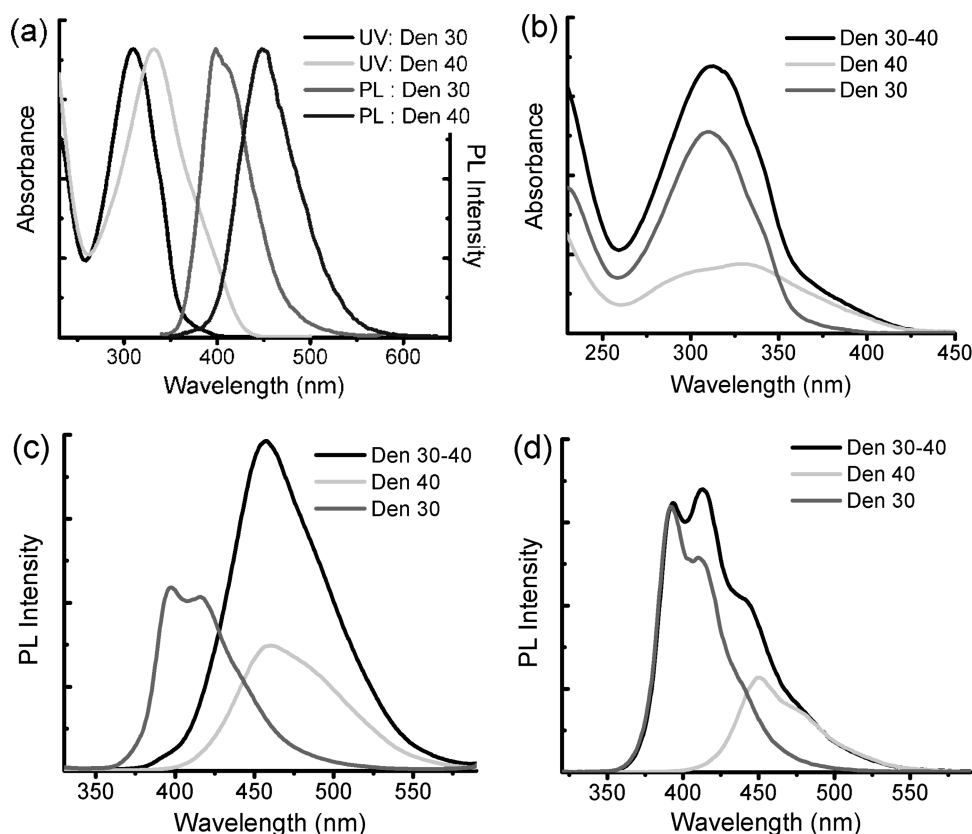 (a)
UV: Den 30
UV: Den 40
PL : Den 30
PL : Den 40
Absorbance
PL Intensity
300
400
500
600
Wavelength (nm)
(b)
Den 30-40
Den 40
Den 30
Absorbance
250
300
350
400
450
Wavelength (nm)
(c)
Den 30-40
Den 40
Den 30
PL Intensity
350
400
450
500
550
Wavelength (nm)
(d)
Den 30-40
Den 40
Den 30
PL Intensity
350
400
450
500
550
Wavelength (nm)